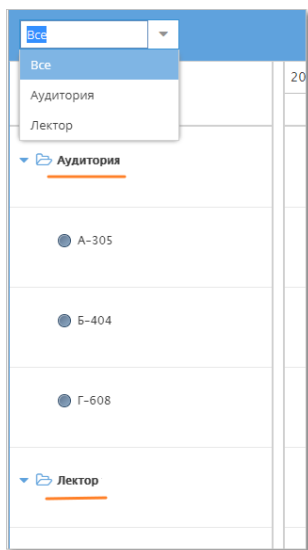 Все
Все
20
Аудитория
Лектор
Аудитория
А-305
Б-404
Г-608
Лектор